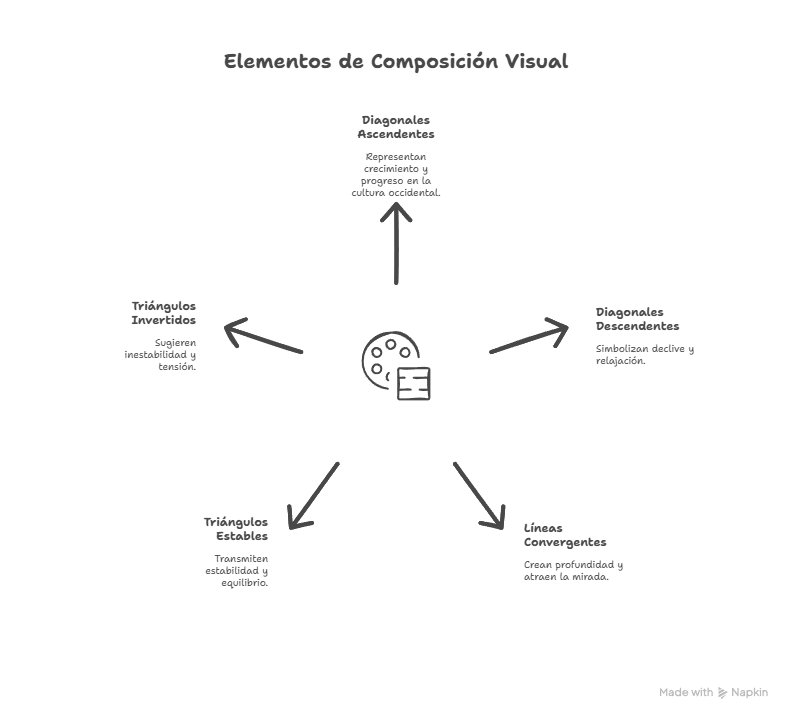 Elementos de Composición Visual
Diagonales
Ascendentes
Representan
crecimiento y
progreso en la
cultura occidental.
Triángulos
Invertidos
Sugieren
inestabilidad y
tensión.
Diagonales
Descendentes
Simbolizan declive y
relajación.
Triángulos
Estables
Transmiten
estabilidad y
equilibrio.
Líneas
Convergentes
Crean profundidad y
atraen la mirada.
Made with Napkin